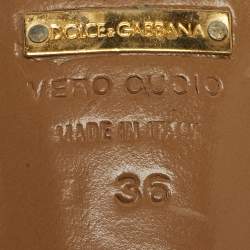 DOLCE & GABBANA
VERO CUOIO
MADE IN ITALY
36